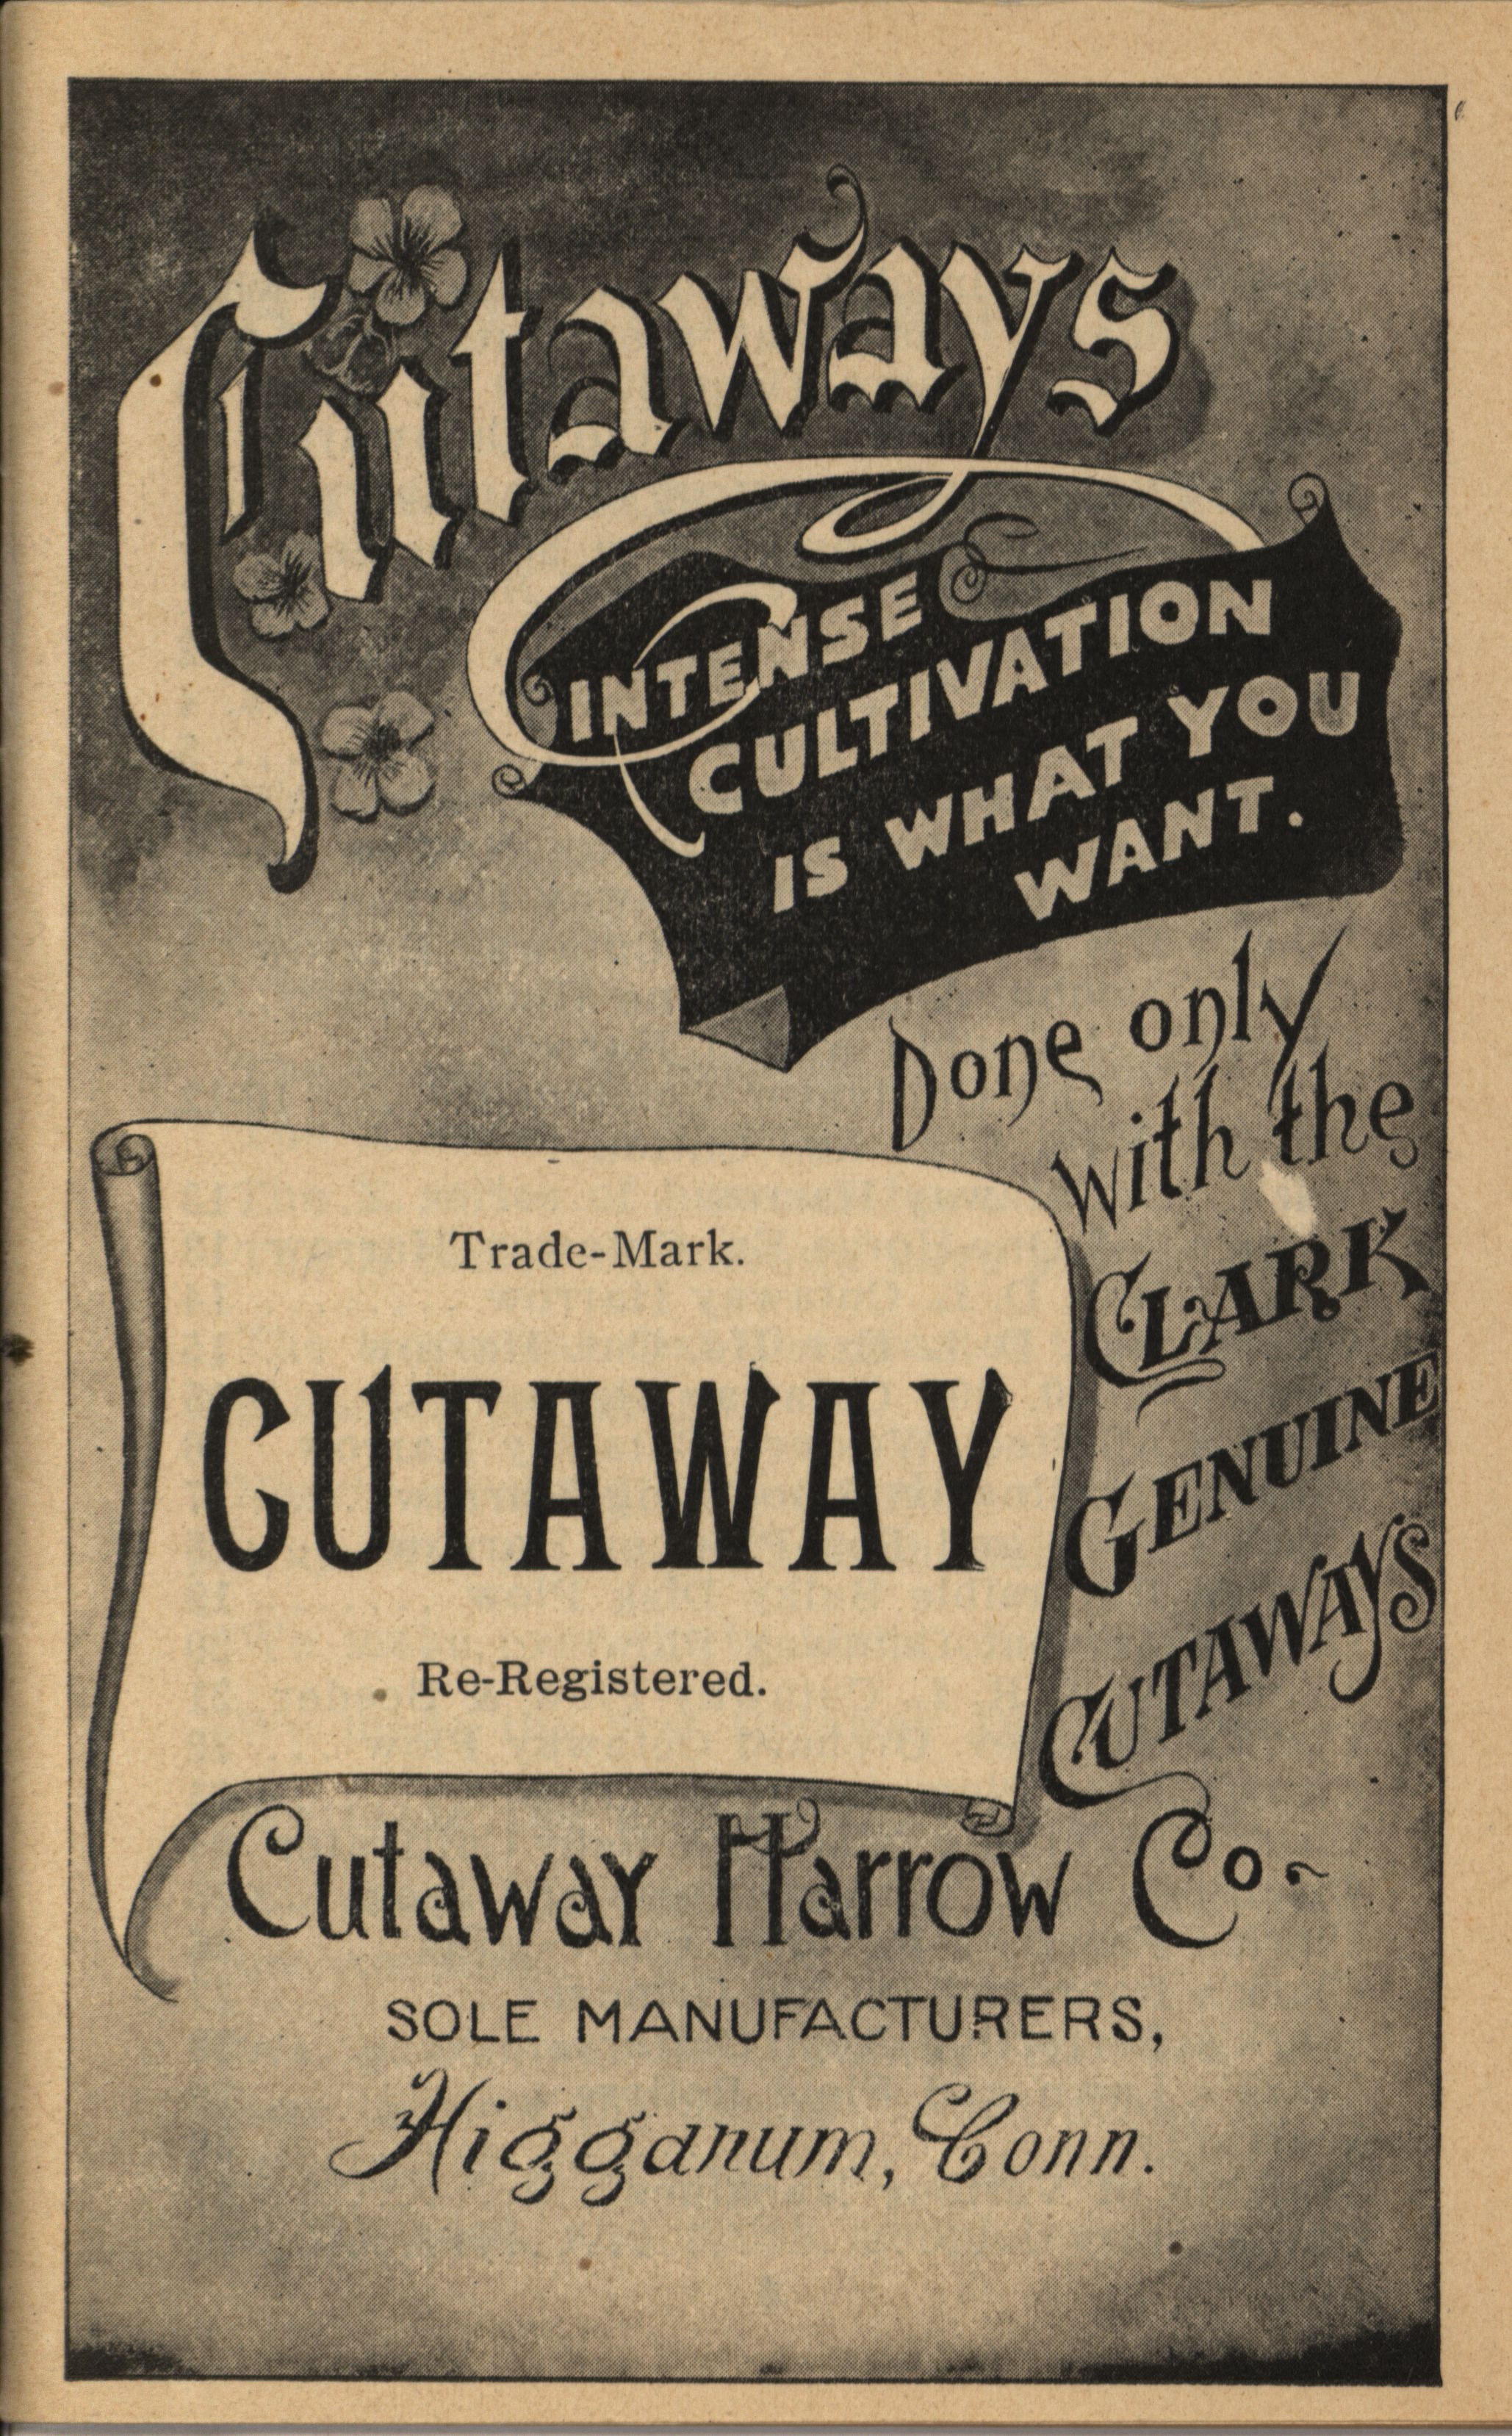 Cutaways
INTENSE
CULTIVATION
IS WHAT YOU
WANT.
Done only
with the
CLARK
GENUINE
CUTAWAYS
Trade-Mark.
CUTAWAY
Re-Registered.
Cutaway Harrow Co.
SOLE MANUFACTURERS,
Higganum, Conn.